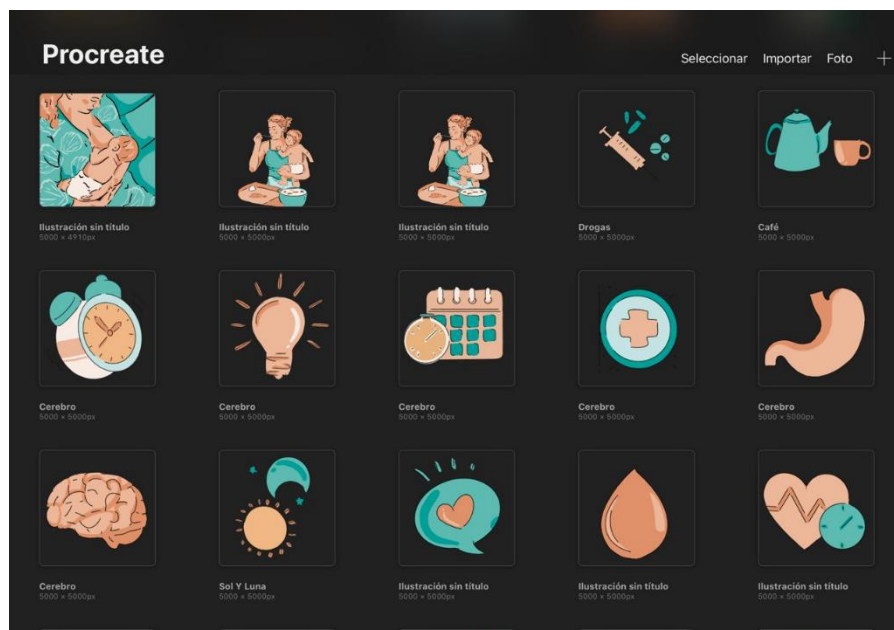 Procreate
Seleccionar Importar Foto +
Ilustración sin título
5000 × 4910px
Ilustración sin título
5000 × 5000px
Ilustración sin título
5000 × 5000px
Drogas
5000 × 5000px
Café
5000 × 5000px
Cerebro
5000 × 5000px
Cerebro
5000 × 5000px
Cerebro
5000 × 5000px
Cerebro
5000 × 5000px
Cerebro
5000 × 5000px
Cerebro
5000 × 5000px
Sol Y Luna
5000 × 5000px
Ilustración sin título
5000 × 5000px
Ilustración sin título
5000 × 5000px
Ilustración sin título
5000 × 5000px